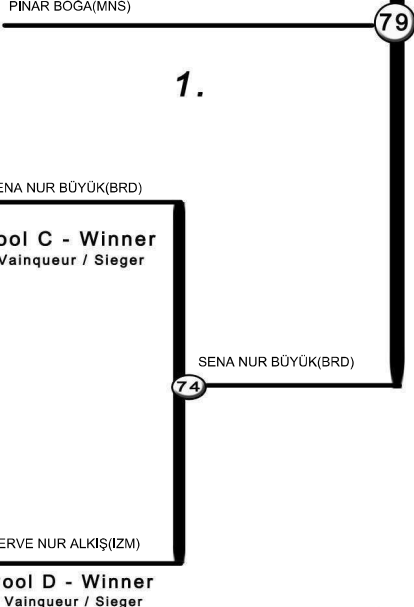 PINAR BOĞA(MNS)
79
1.
ENA NUR BÜYÜK(BRD)
ool C - Winner
Vainqueur / Sieger
SENA NUR BÜYÜK(BRD)
74
ERVE NUR ALKIŞ(IZM)
ool D - Winner
Vainqueur / Sieger